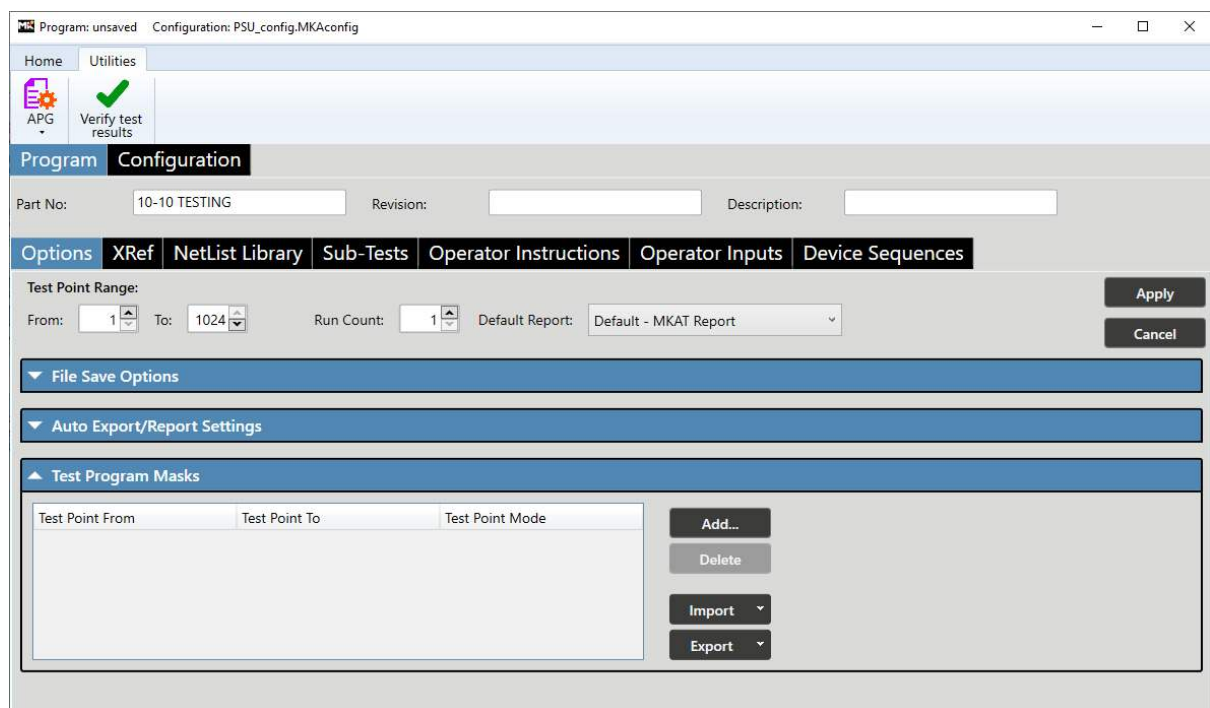 MK Program: unsaved Configuration: PSU_config.MKAconfig
Home Utilities
APG Verify test results
Program Configuration
Part No: 10-10 TESTING Revision: Description:
Options XRef NetList Library Sub-Tests Operator Instructions Operator Inputs Device Sequences
Test Point Range:
From: 1 To: 1024 Run Count: 1 Default Report: Default - MKAT Report
Apply
Cancel
File Save Options
Auto Export/Report Settings
Test Program Masks
Test Point From Test Point To Test Point Mode
Add...
Delete
Import
Export